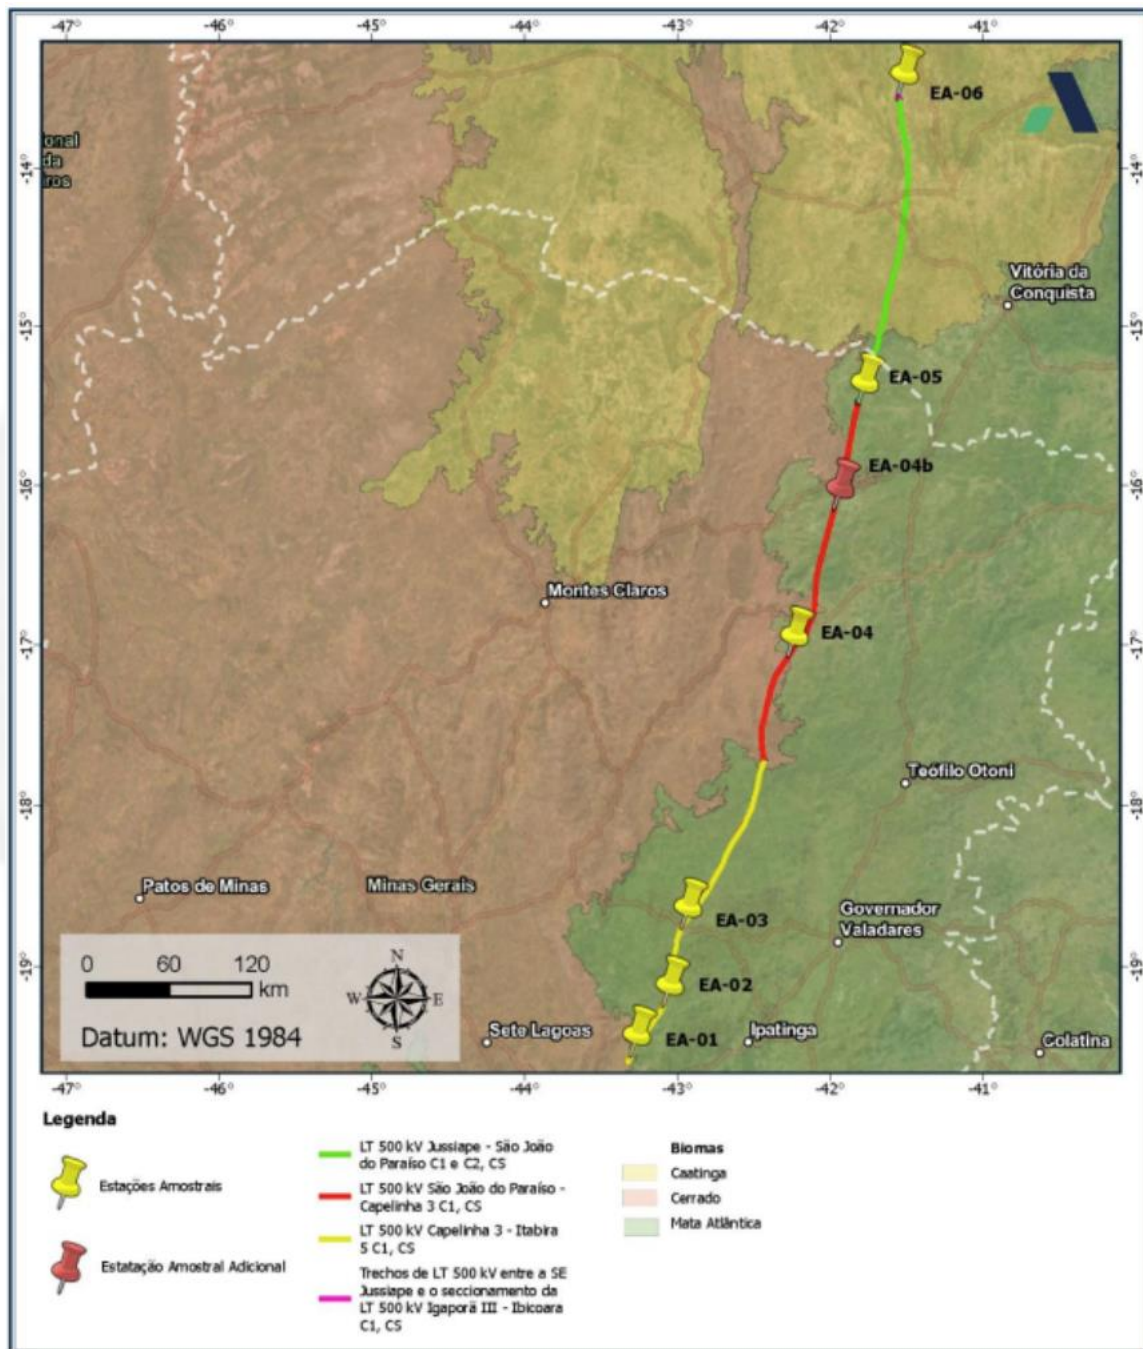 -47° -46° -45° -44° -43° -42° -41°
EA-06
onal
da
iros
-14° -14°
Vitória da
Conquista
-15° -15°
EA-05
EA-04b
-16° -16°
Montes Claros
EA-04
-17° -17°
Teófilo Otoni
-18° -18°
Patos de Minas
Minas Gerais
EA-03
Governador
Valadares
-19° -19°
EA-02
0 60 120
km
N
W E
S
Datum: WGS 1984
Sete Lagoas
EA-01
Ipatinga
Colatina
-47° -46° -45° -44° -43° -42° -41°
Legenda
Estações Amostrais
Estatação Amostral Adicional
LT 500 kV Jussiape - São João
do Paraíso C1 e C2, CS
LT 500 kV São João do Paraíso -
Capelinha 3 C1, CS
LT 500 kV Capelinha 3 - Itabira
5 C1, CS
Trechos de LT 500 kV entre a SE
Jussiape e o seccionamento da
LT 500 kV Igaporã III - Ibicoara
C1, CS
Biomas
Caatinga
Cerrado
Mata Atlântica